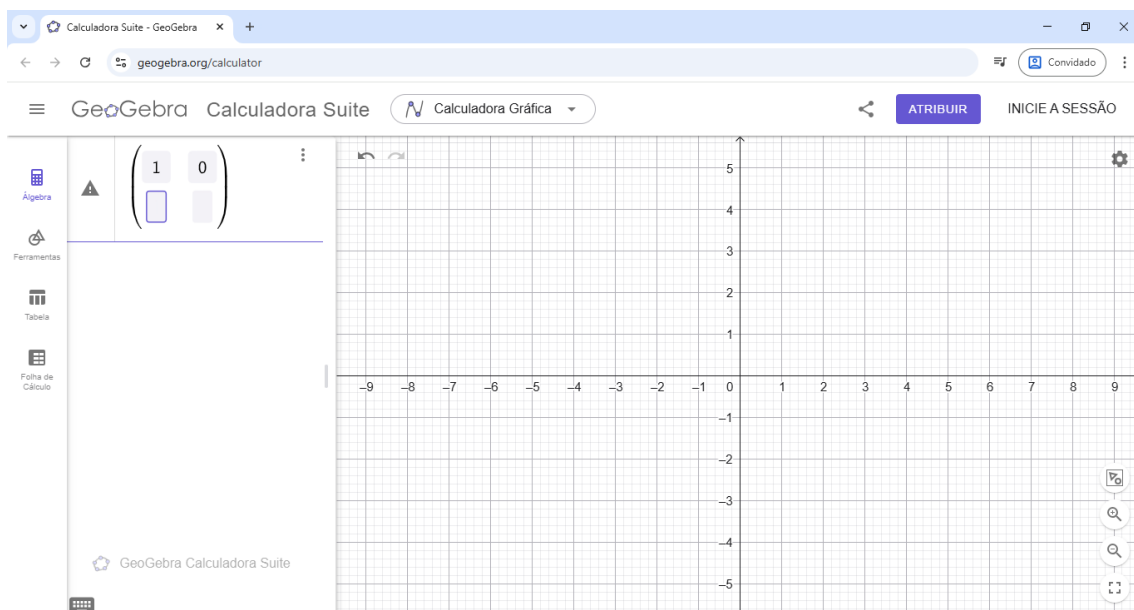 Calculadora Suite - GeoGebra
geogebra.org/calculator
Convidado
GeoGebra Calculadora Suite Calculadora Gráfica ATRIBUIR INICIE A SESSÃO
Álgebra
Ferramentas
Tabela
Folha de
Cálculo
1 0
GeoGebra Calculadora Suite
5
4
3
2
1
–9 –8 –7 –6 –5 –4 –3 –2 –1 0 1 2 3 4 5 6 7 8 9
–1
–2
–3
–4
–5